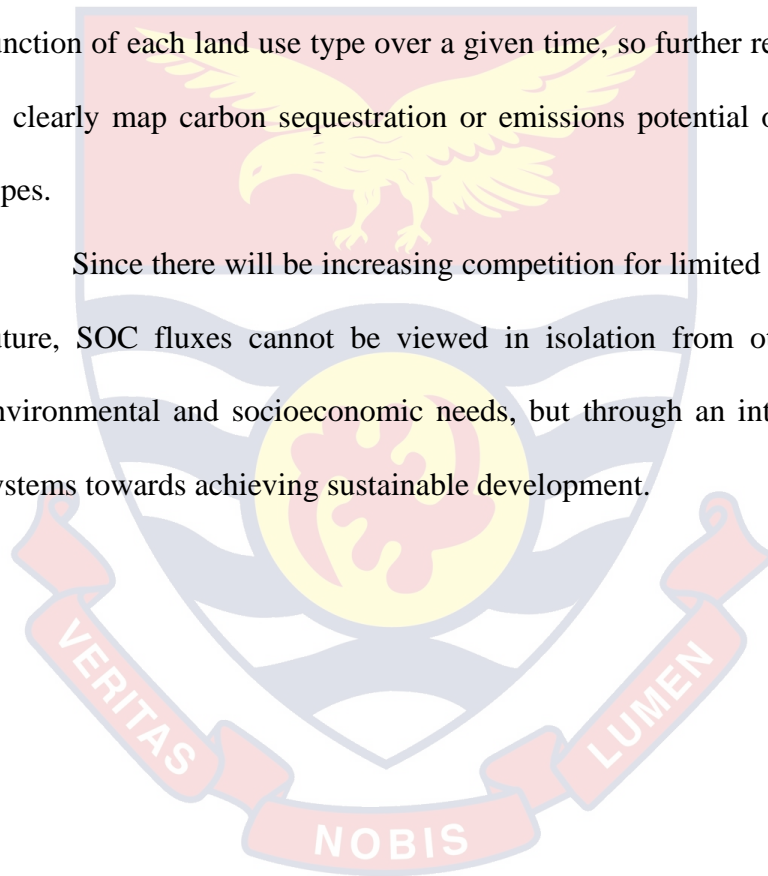 unction of each land use type over a given time, so further re
clearly map carbon sequestration or emissions potential o
pes.
Since there will be increasing competition for limited
uture, SOC fluxes cannot be viewed in isolation from o
nvironmental and socioeconomic needs, but through an int
ystems towards achieving sustainable development.
VERITAS
NOBIS
LUMEN